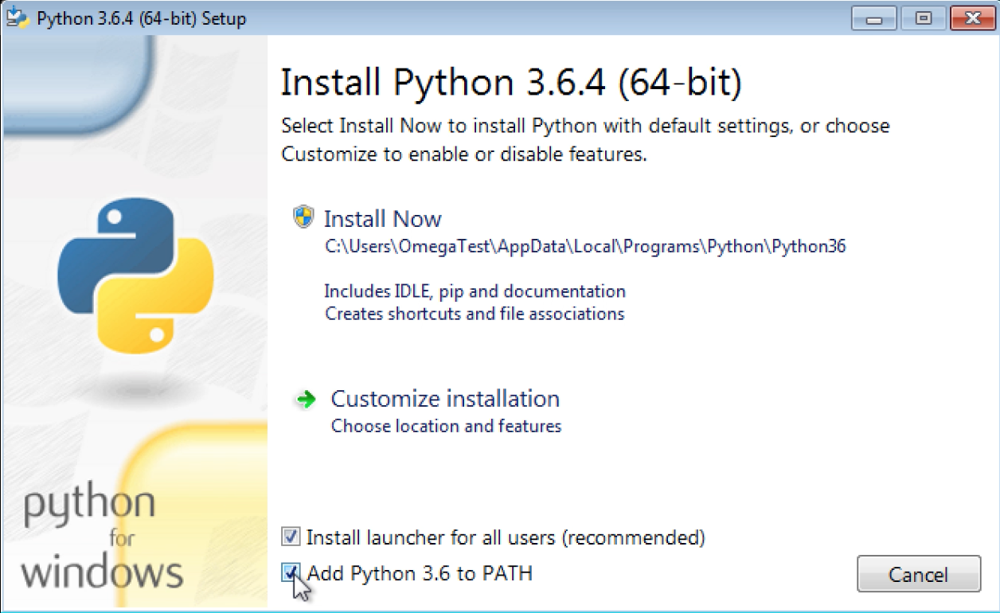 Python 3.6.4 (64-bit) Setup
Install Python 3.6.4 (64-bit)
Select Install Now to install Python with default settings, or choose
Customize to enable or disable features.
Install Now
C:\Users\OmegaTest\AppData\Local\Programs\Python\Python36
Includes IDLE, pip and documentation
Creates shortcuts and file associations
Customize installation
Choose location and features
python
for
windows
Install launcher for all users (recommended)
Add Python 3.6 to PATH
Cancel